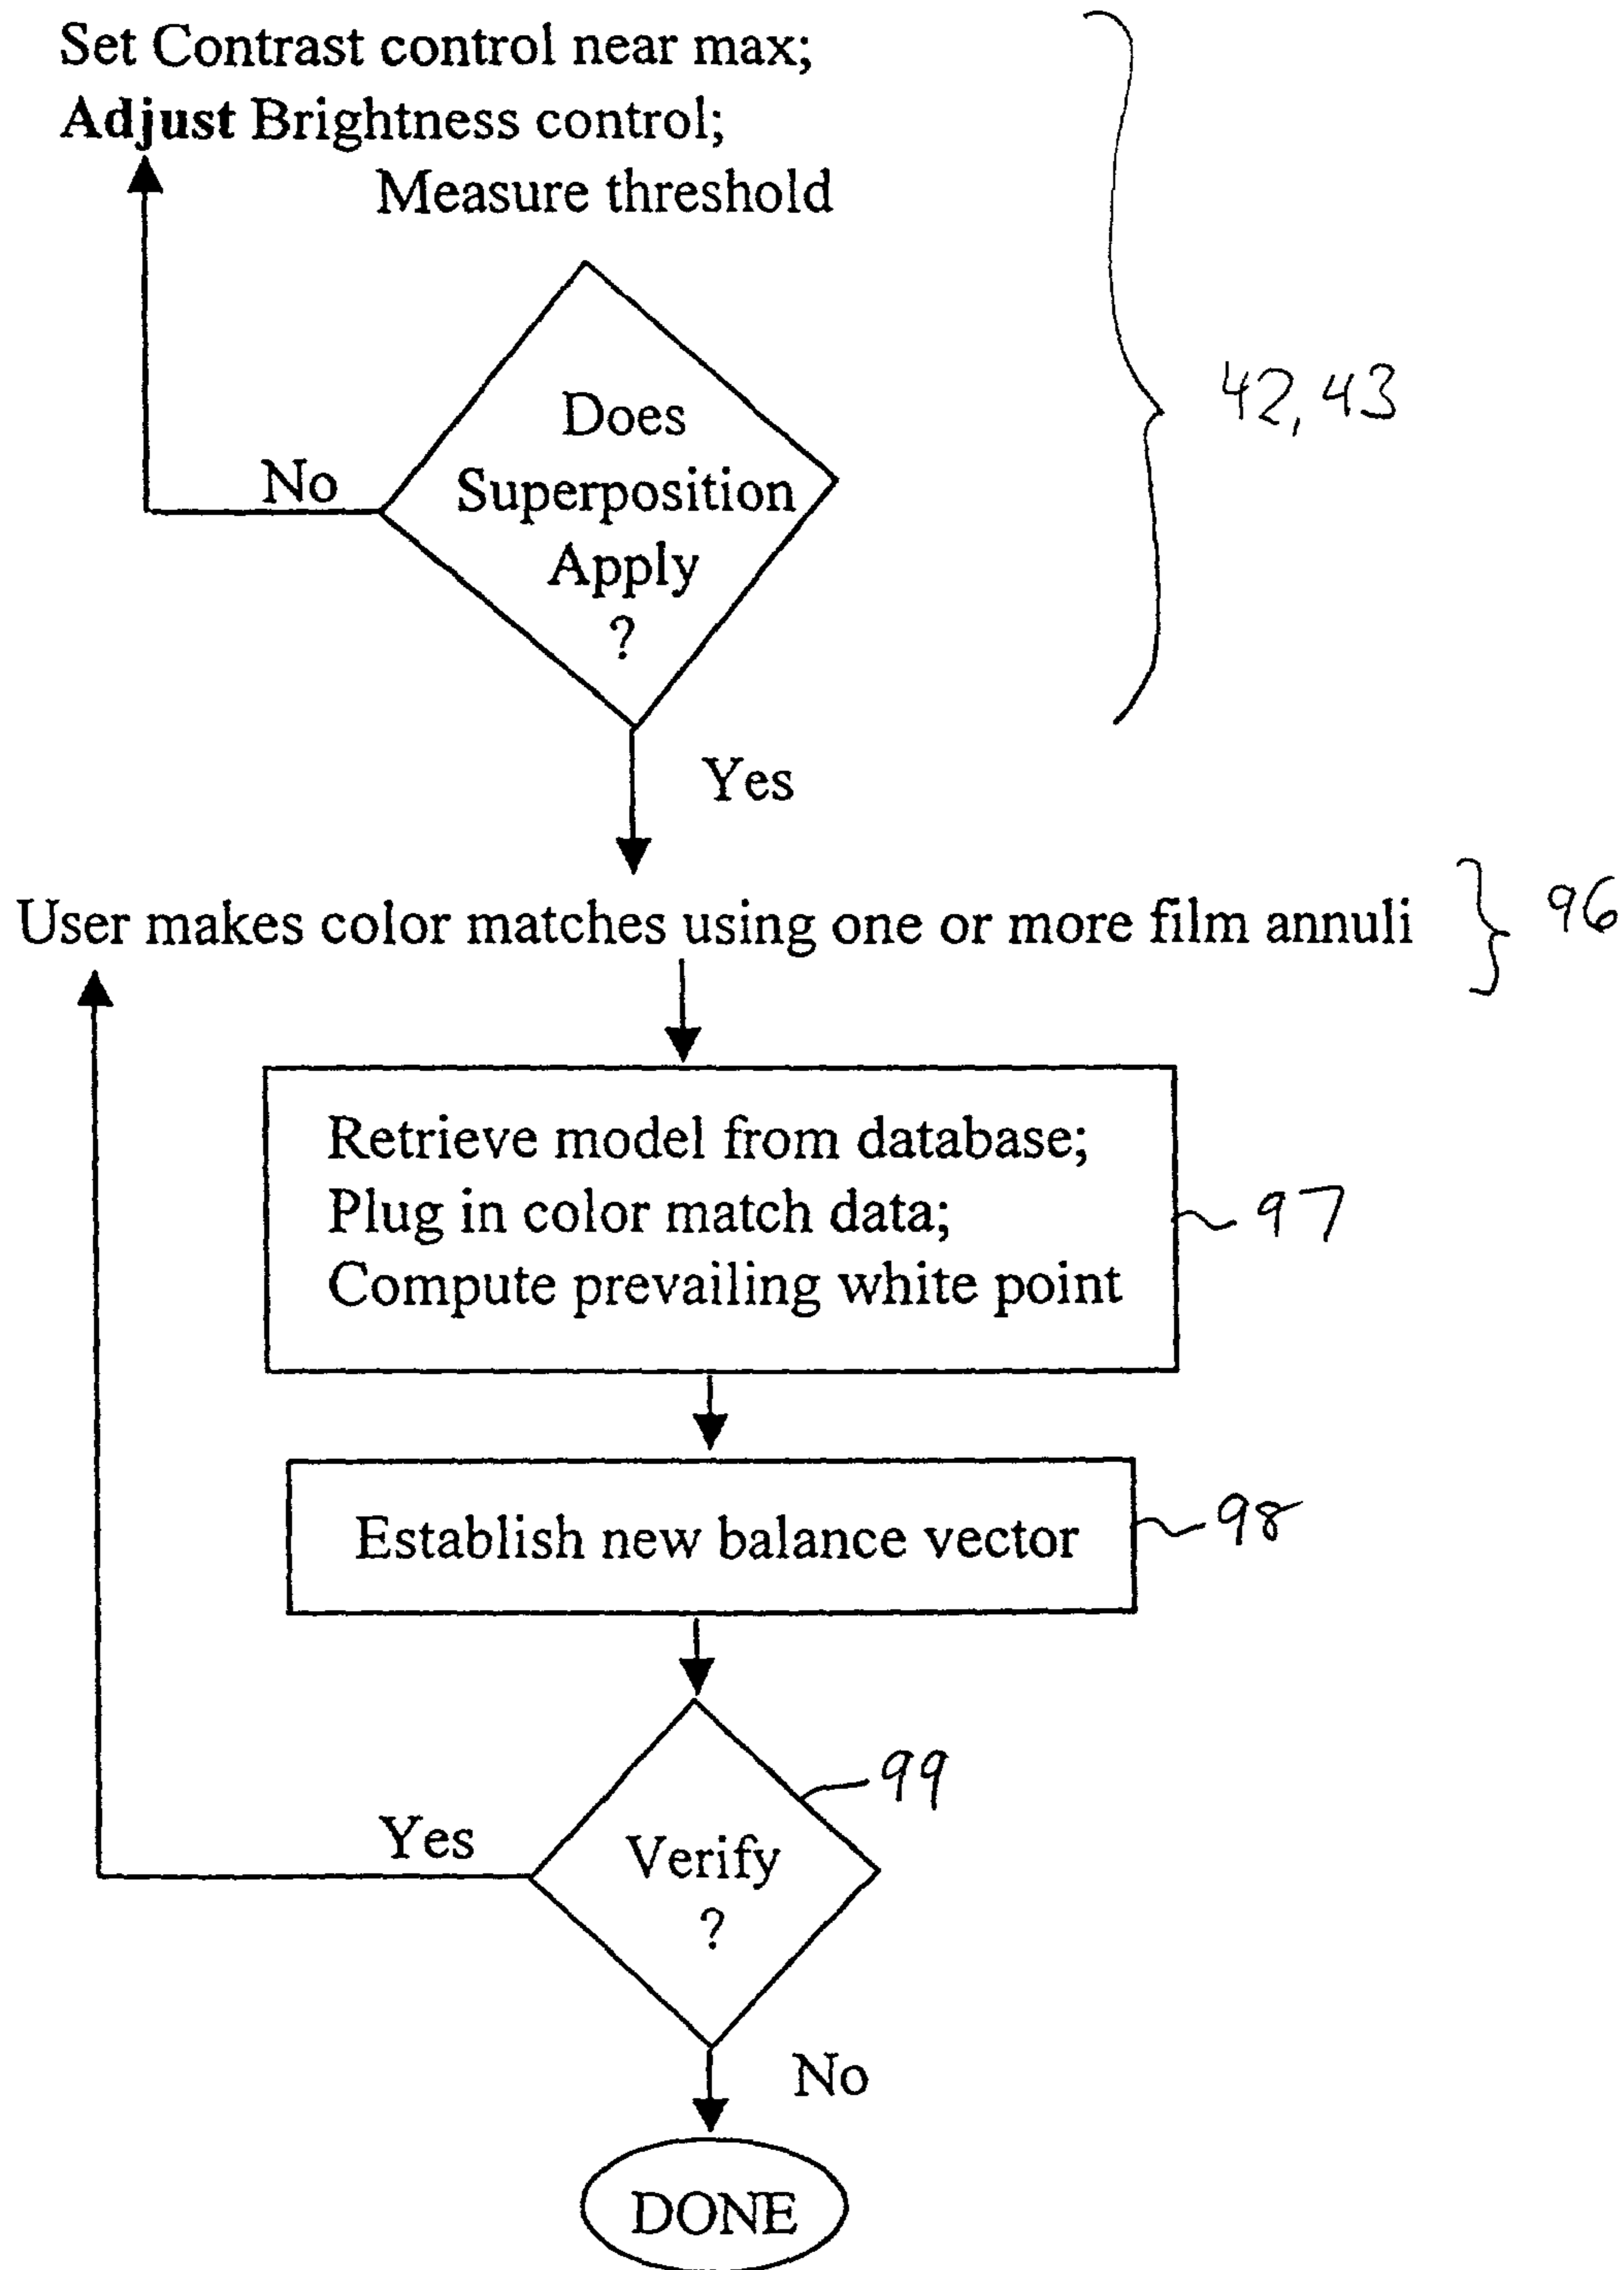 Set Contrast control near max;
Adjust Brightness control;
Measure threshold
Does
Superposition
Apply
?
No
42,43
Yes
User makes color matches using one or more film annuli
96
Retrieve model from database;
Plug in color match data;
Compute prevailing white point
97
Establish new balance vector
98
Verify
?
99
Yes
No
DONE